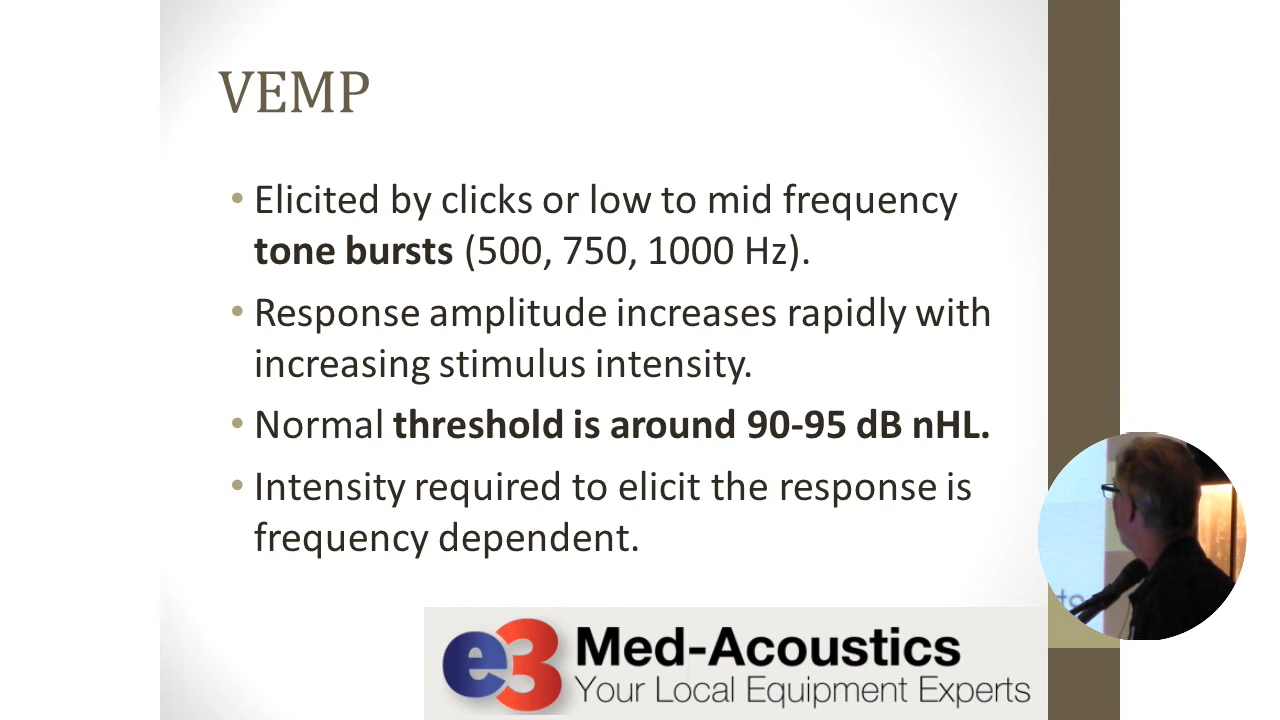 VEMP
• Elicited by clicks or low to mid frequency
tone bursts (500, 750, 1000 Hz).
• Response amplitude increases rapidly with
increasing stimulus intensity.
• Normal threshold is around 90-95 dB nHL.
• Intensity required to elicit the response is
frequency dependent.
e3 Med-Acoustics
Your Local Equipment Experts